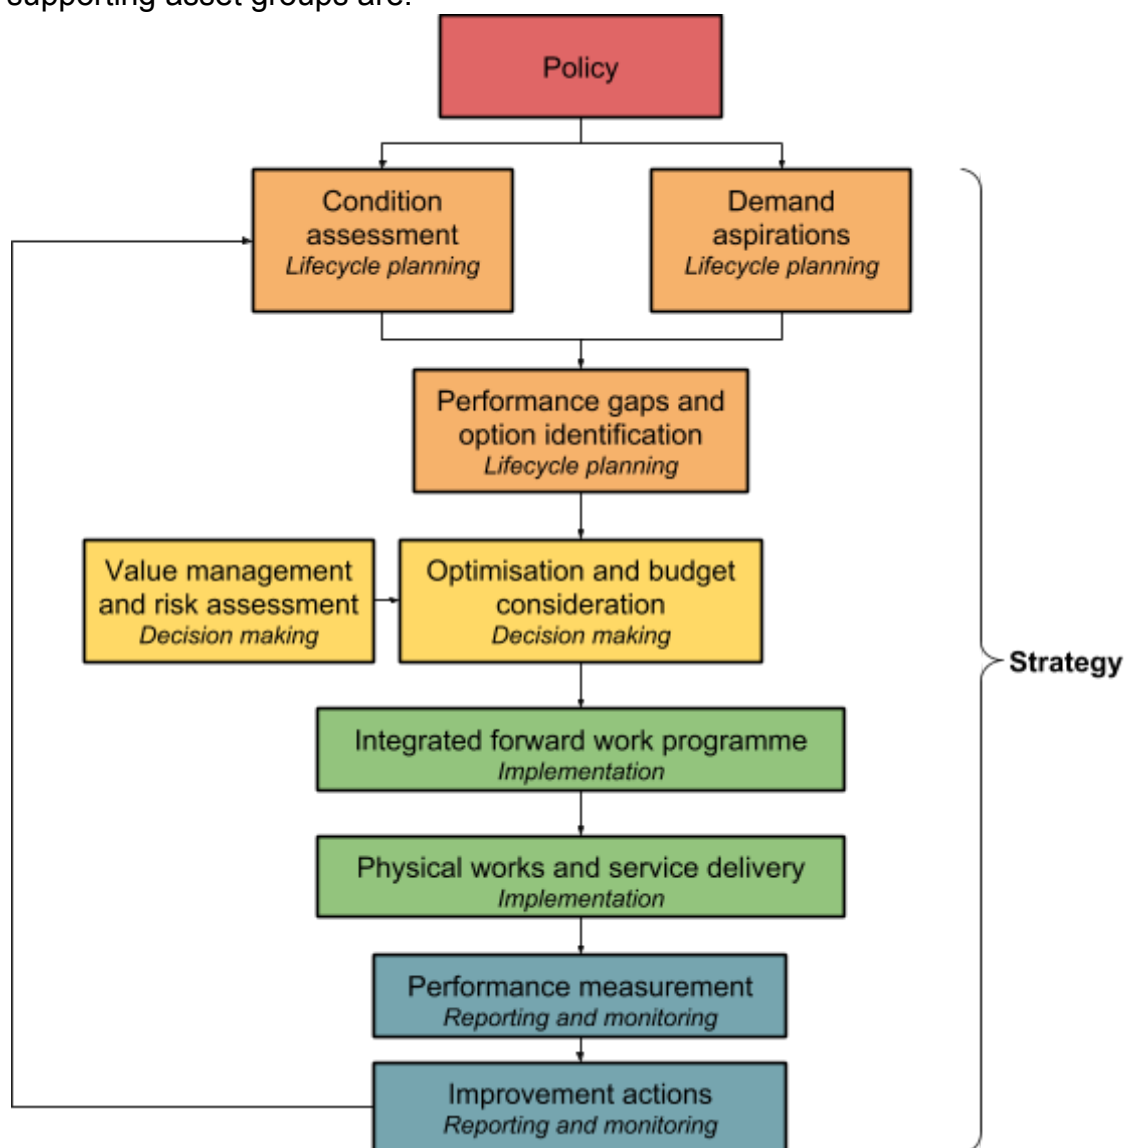 supporting asset groups are:
Policy
Condition
assessment
Lifecycle planning
Demand
aspirations
Lifecycle planning
Performance gaps and
option identification
Lifecycle planning
Value management
and risk assessment
Decision making
Optimisation and budget
consideration
Decision making
Strategy
Integrated forward work programme
Implementation
Physical works and service delivery
Implementation
Performance measurement
Reporting and monitoring
Improvement actions
Reporting and monitoring